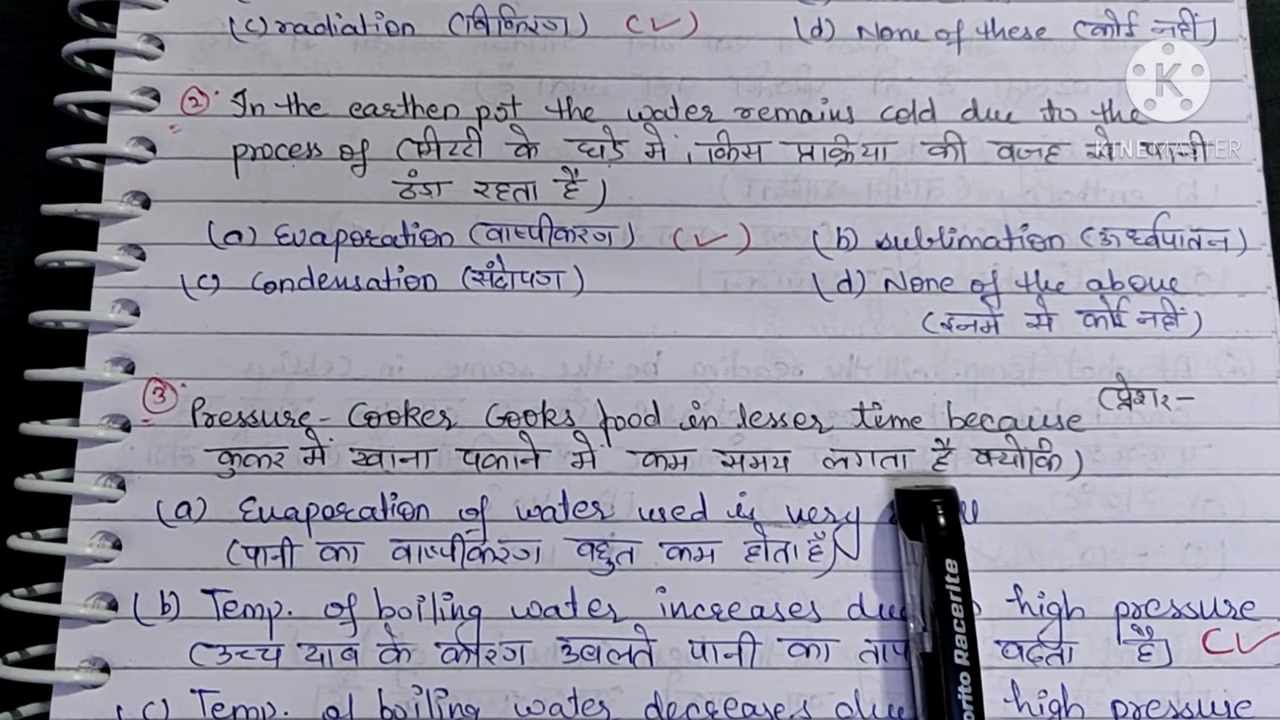 (c) radiation (विकिरण) (✓) (d) None of these (कोई नहीं)
K
② In the earthen pot the water remains cold due to the
process of (मिट्टी के घड़े में, किस प्रक्रिया की वजह से पानी
KINEMASTER
ठंडा रहता है)
(a) Evaporation (वाष्पीकरण) (✓) (b) sublimation (ऊर्ध्वपातन)
(c) Condensation (संद्योपण) (d) None of the above
(इनमें से कोई नहीं)
③ Pressure-Cooker Cooks food in lesser time because (प्रेशर-
कुकर में खाना पकाने में कम समय लगता है क्योकि)
(a) Evaporation of water used is very
(पानी का वाष्पीकरण बहुत कम होता है)
(b) Temp. of boiling water increases high pressure
(उच्च याब के कारण उबलते पानी का बढ़ता है) (✓
(c) Temp. of boiling water decreases high pressure
orito Racerite